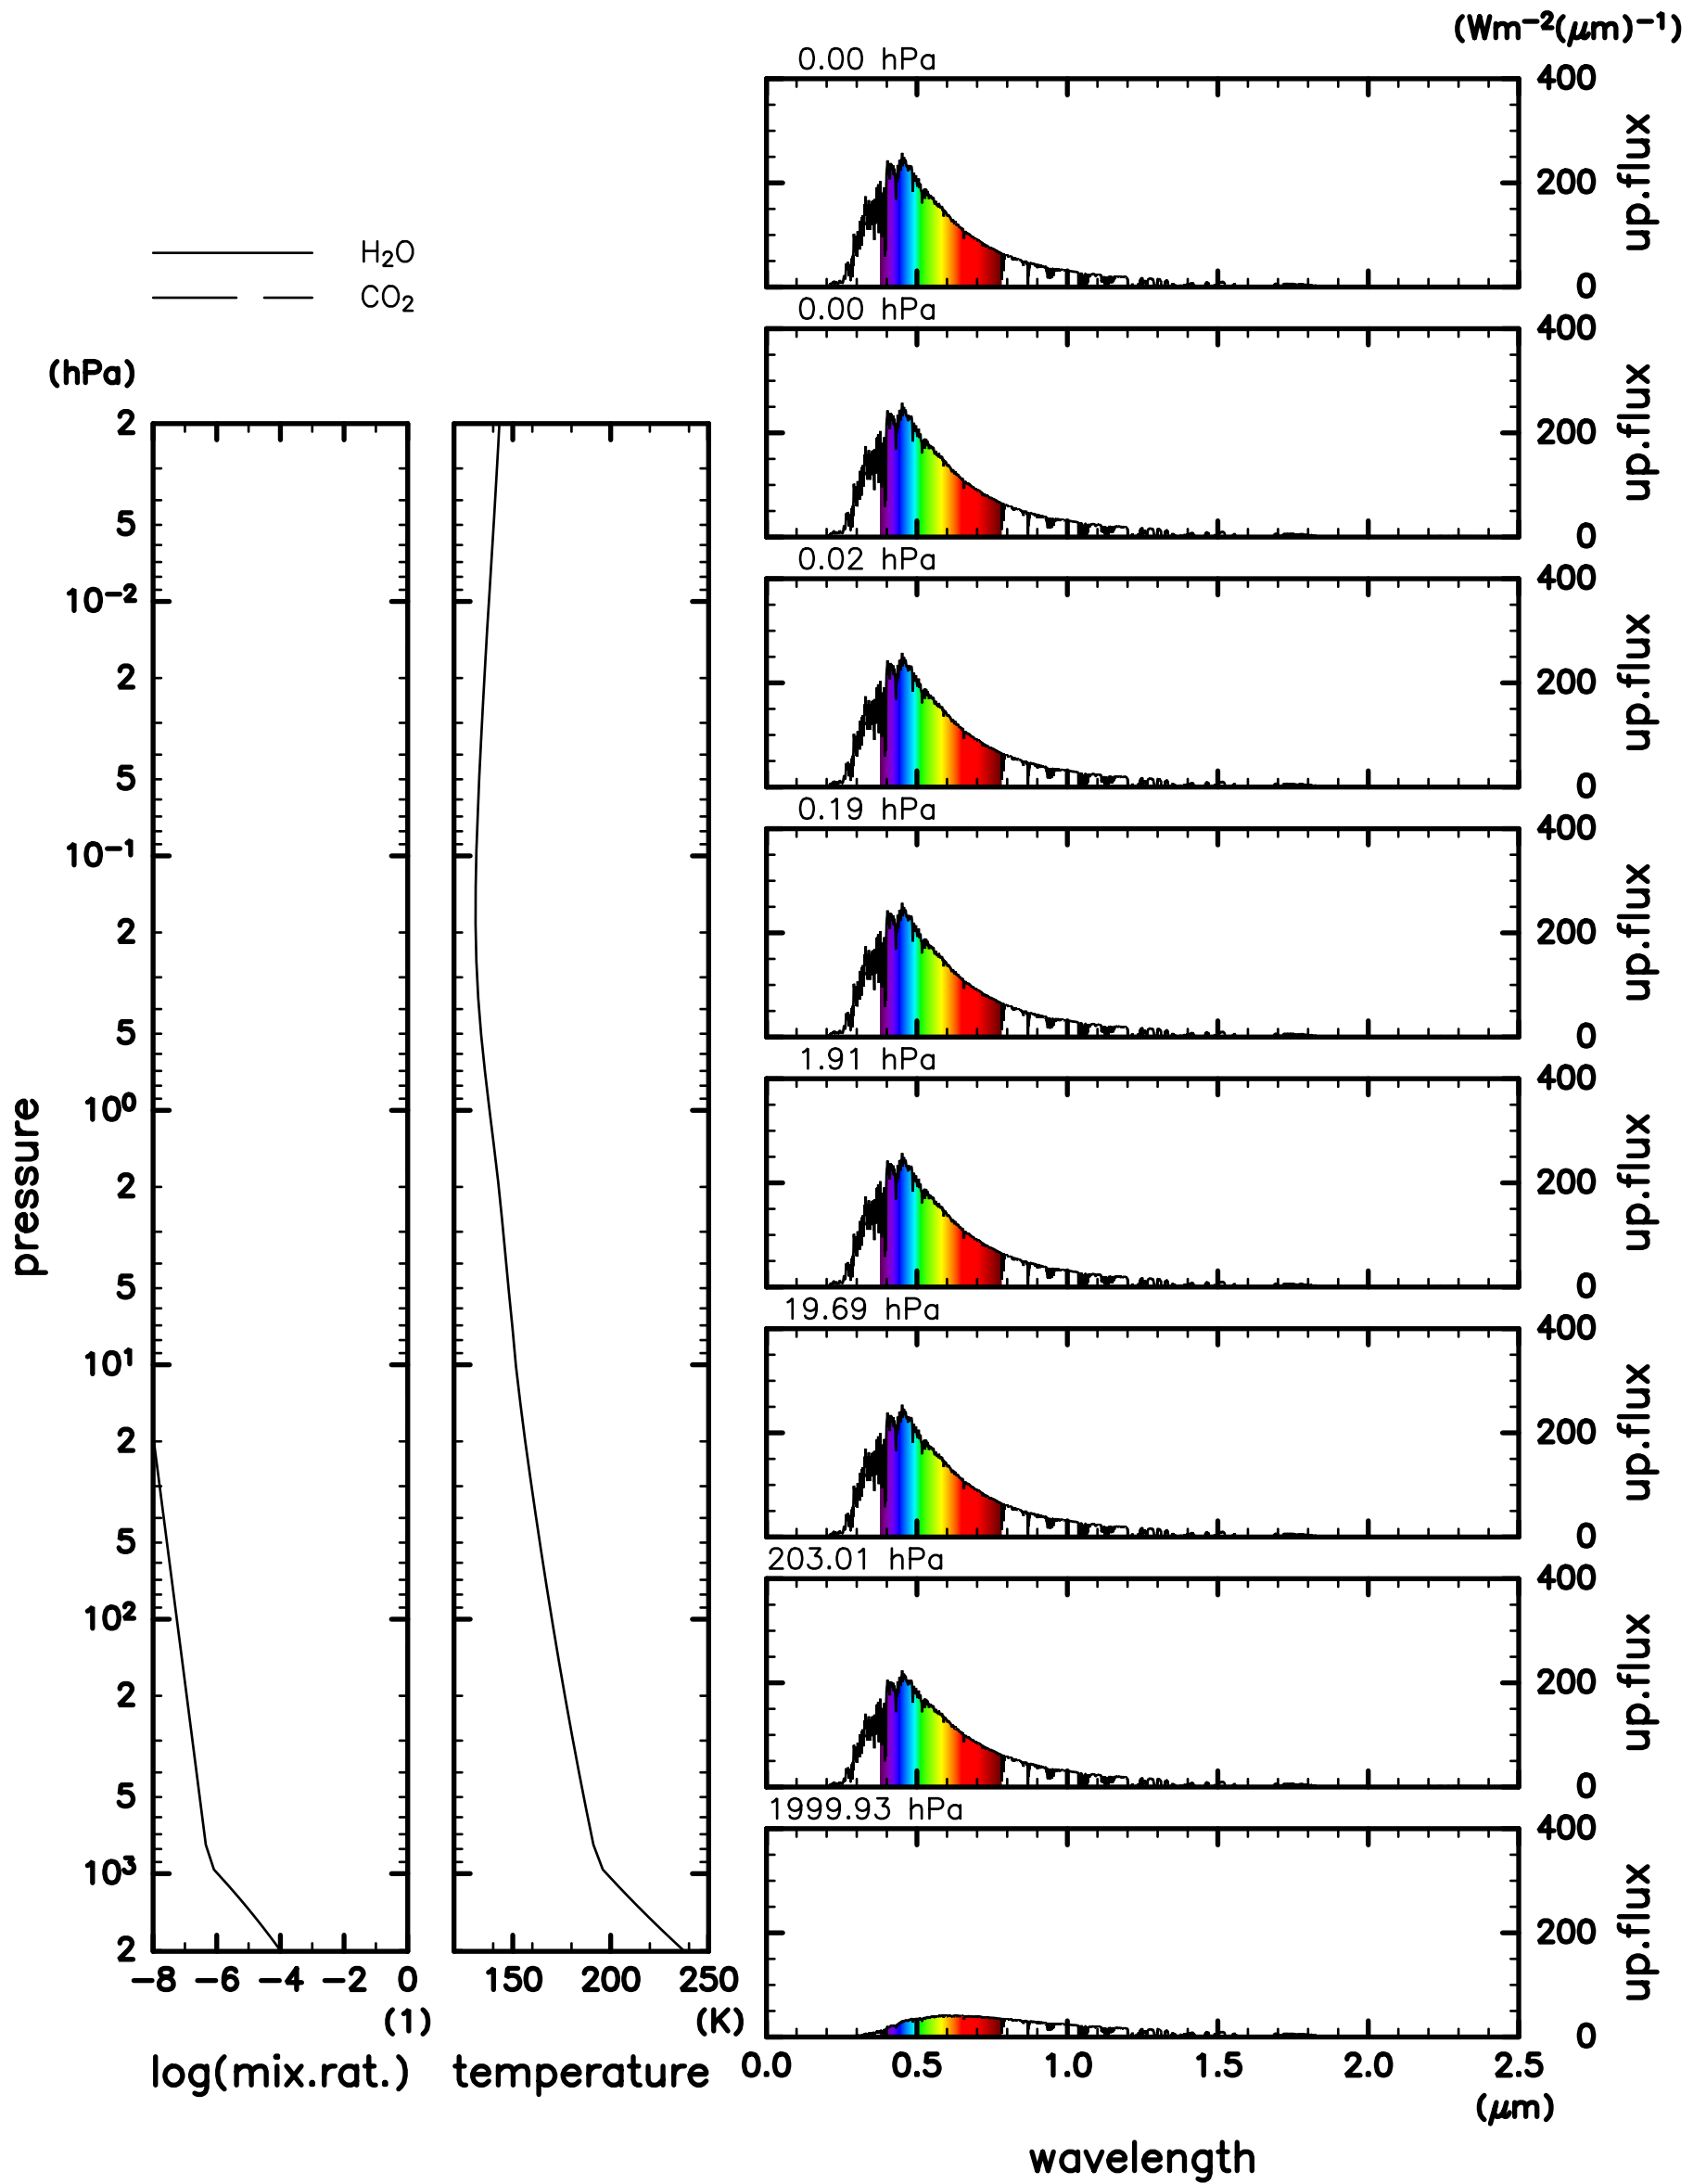 (Wm⁻²(μm)⁻¹)
0.00 hPa
400
200
0
up.flux
0.00 hPa
400
200
0
up.flux
0.02 hPa
400
200
0
up.flux
0.19 hPa
400
200
0
up.flux
1.91 hPa
400
200
0
up.flux
19.69 hPa
400
200
0
up.flux
203.01 hPa
400
200
0
up.flux
1999.93 hPa
400
200
0
up.flux
0.0 0.5 1.0 1.5 2.0 2.5
(μm)
wavelength
H₂O
CO₂
(hPa)
2
5
10⁻²
2
5
10⁻¹
2
5
10⁰
2
5
10¹
2
5
10²
2
5
10³
2
pressure
−8 −6 −4 −2 0
(1)
log(mix.rat.)
150 200 250
(K)
temperature